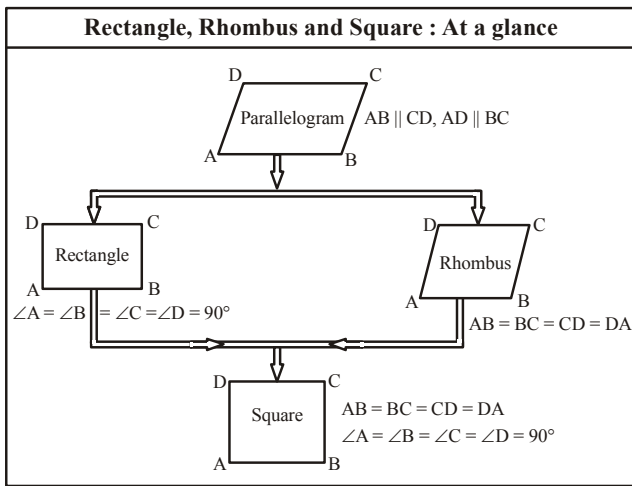 Rectangle, Rhombus and Square : At a glance
D C
Parallelogram AB || CD, AD || BC
A B
D C
Rectangle
A B
∠A = ∠B = ∠C = ∠D = 90°
D C
Rhombus
A B
AB = BC = CD = DA
D C
Square
A B
AB = BC = CD = DA
∠A = ∠B = ∠C = ∠D = 90°